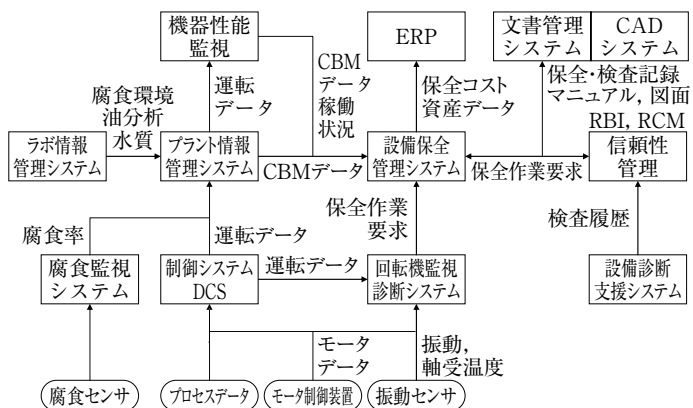 機器性能
監視
ERP
文書管理
システム
CAD
システム
運転
データ
CBM
データ
稼働
状況
保全コスト
資産データ
保全・検査記録
マニュアル, 図面
RBI, RCM
腐食環境
油分析
水質
ラボ情報
管理システム
プラント情報
管理システム
CBMデータ
設備保全
管理システム
保全作業要求
信頼性
管理
腐食率
運転データ
保全作業
要求
検査履歴
腐食監視
システム
制御システム
DCS
運転データ
回転機監視
診断システム
設備診断
支援システム
モータ
データ
振動,
軸受温度
腐食センサ
プロセスデータ
モータ制御装置
振動センサ